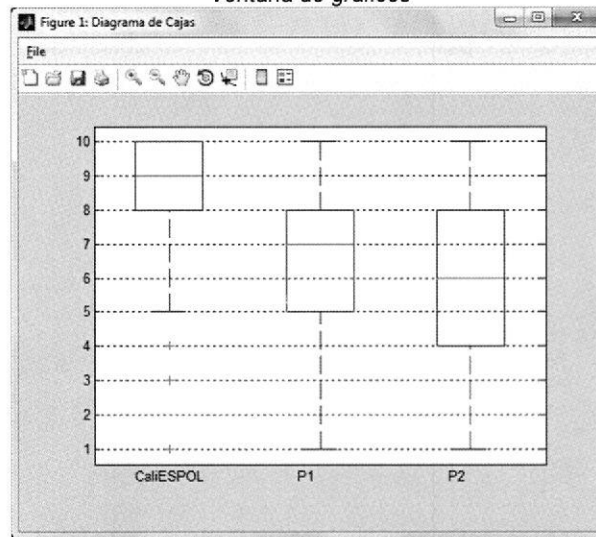 Ventana de gráficos
Figure 1: Diagrama de Cajas
File
10
9
8
7
6
5
4
3
2
1
CaliESPOL P1 P2